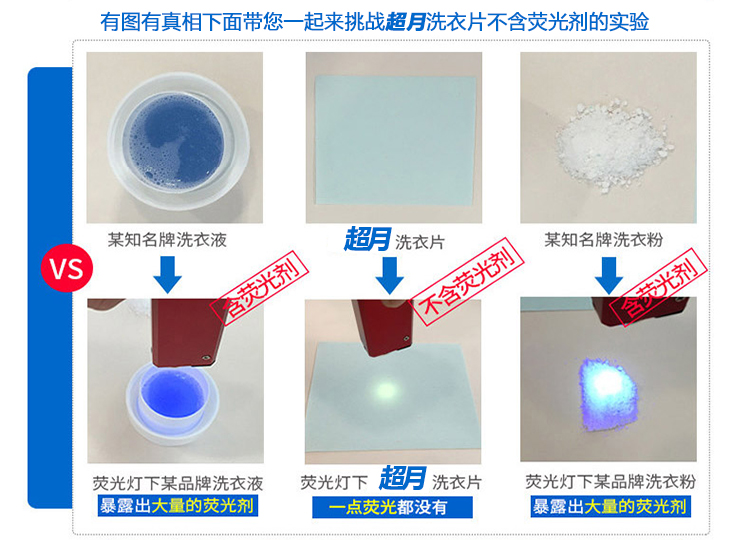 有图有真相下面带您一起来挑战超月洗衣片不含荧光剂的实验
VS
某知名牌洗衣液
超月 洗衣片
某知名牌洗衣粉
含荧光剂
不含荧光剂
含荧光剂
荧光灯下某品牌洗衣液
暴露出大量的荧光剂
荧光灯下 超月 洗衣片
一点荧光都没有
荧光灯下某品牌洗衣粉
暴露出大量的荧光剂